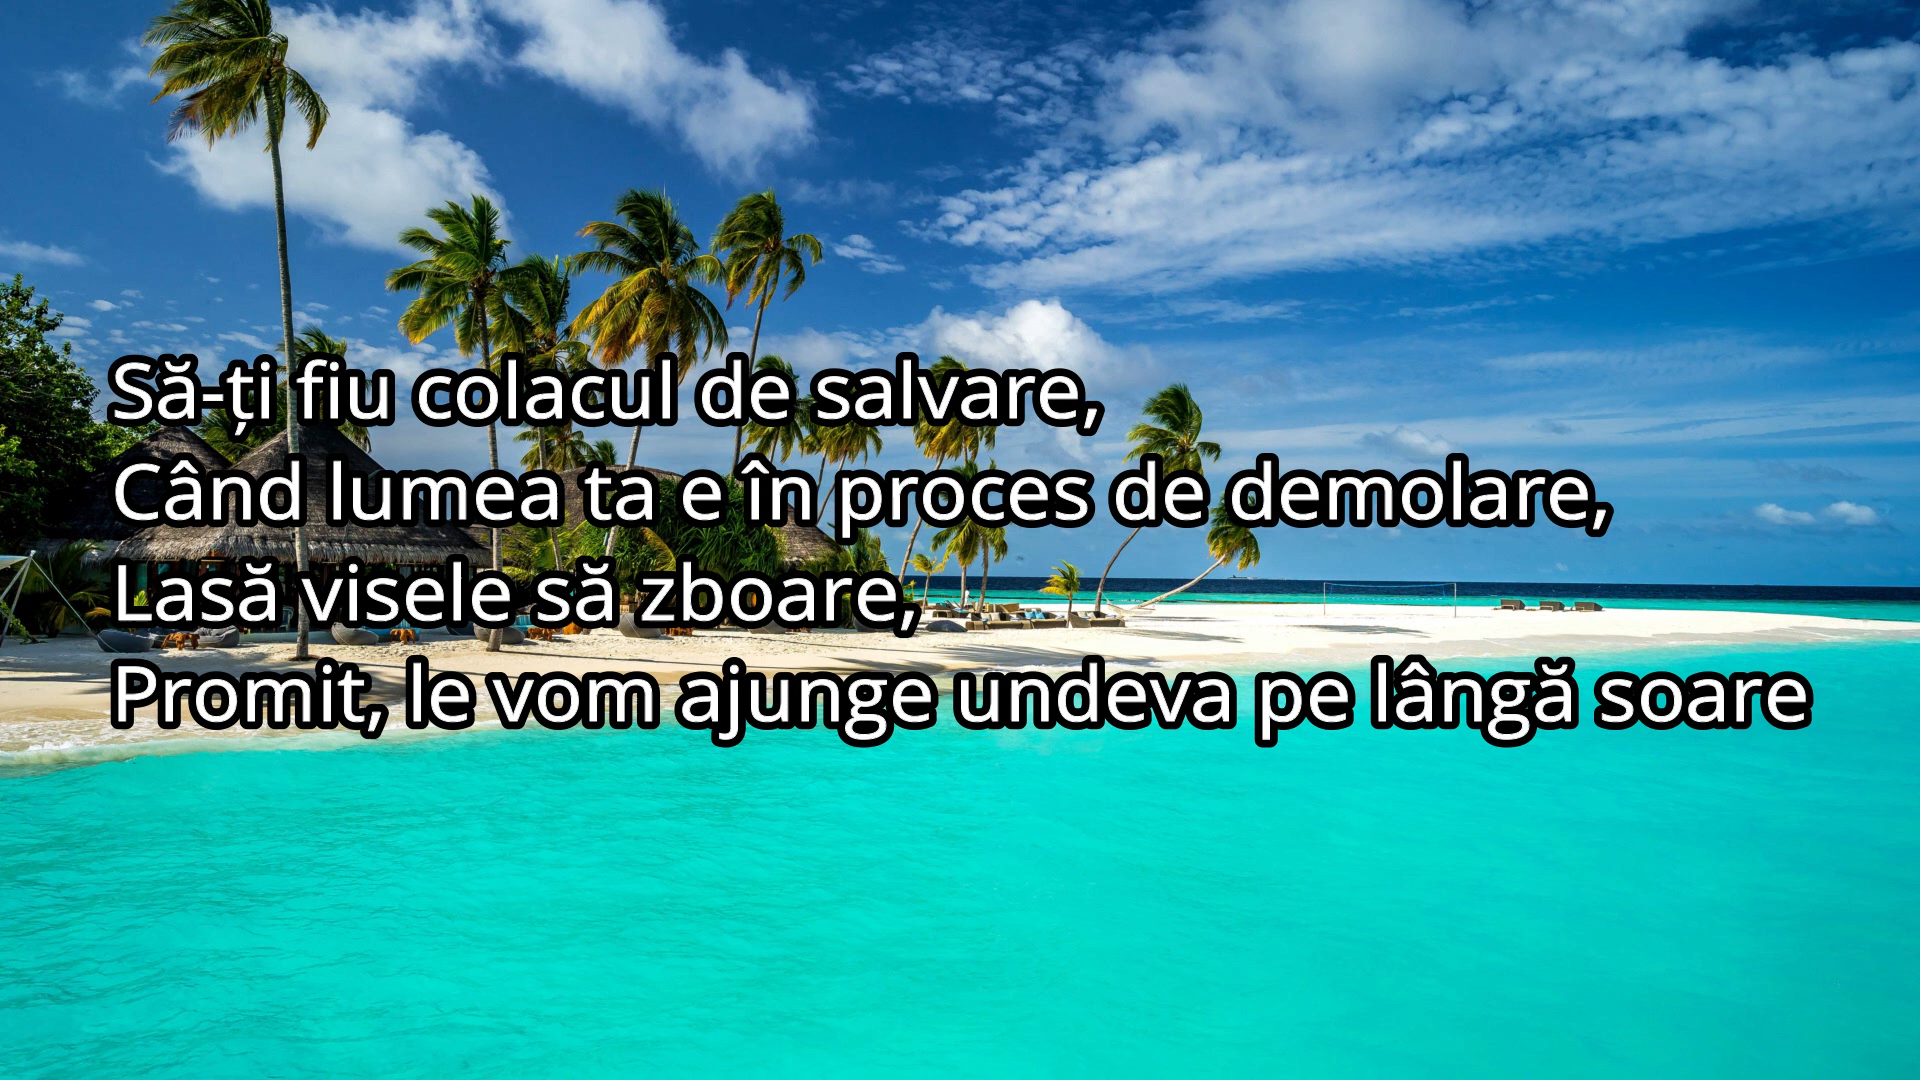 Să-ți fiu colacul de salvare,
Când lumea ta e în proces de demolare,
Lasă visele să zboare,
Promit, le vom ajunge undeva pe lângă soare